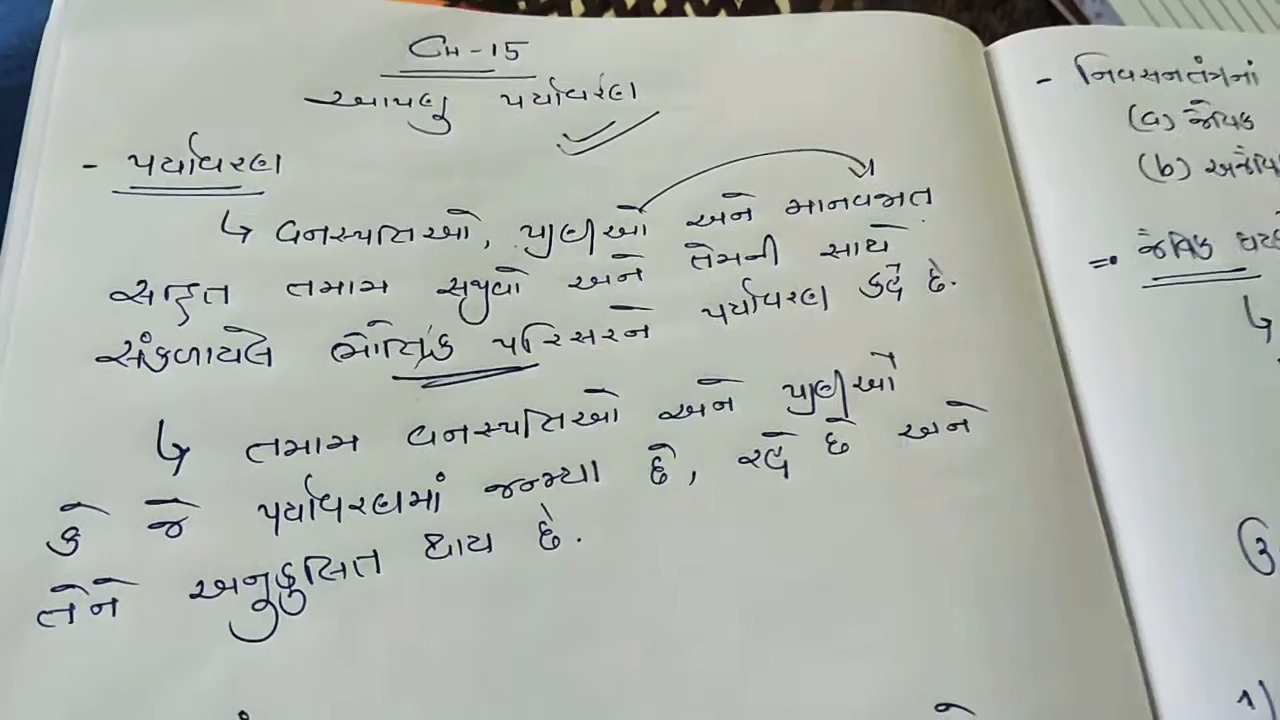 CH-15
આપણુ પર્યાવરણ
- પર્યાવરણ
↳ વનસ્પતિઓ, પ્રાણીઓ અને માનવજાત
સહિત તમામ સજીવો અને તેમની સાથે
સંકળાયેલે ભૌતિક પરિસરને પર્યાવરણ કહે છે.
↳ તમામ વનસ્પતિઓ અને પ્રાણીઓ
કે જે પર્યાવરણમાં જન્મ્યા છે, રહે છે અને
તેને અનુકુલિત થાય છે.
- નિવસનતંત્રનાં
(a) જૈવિક
(b)
=> જૈવિક
↳
1)